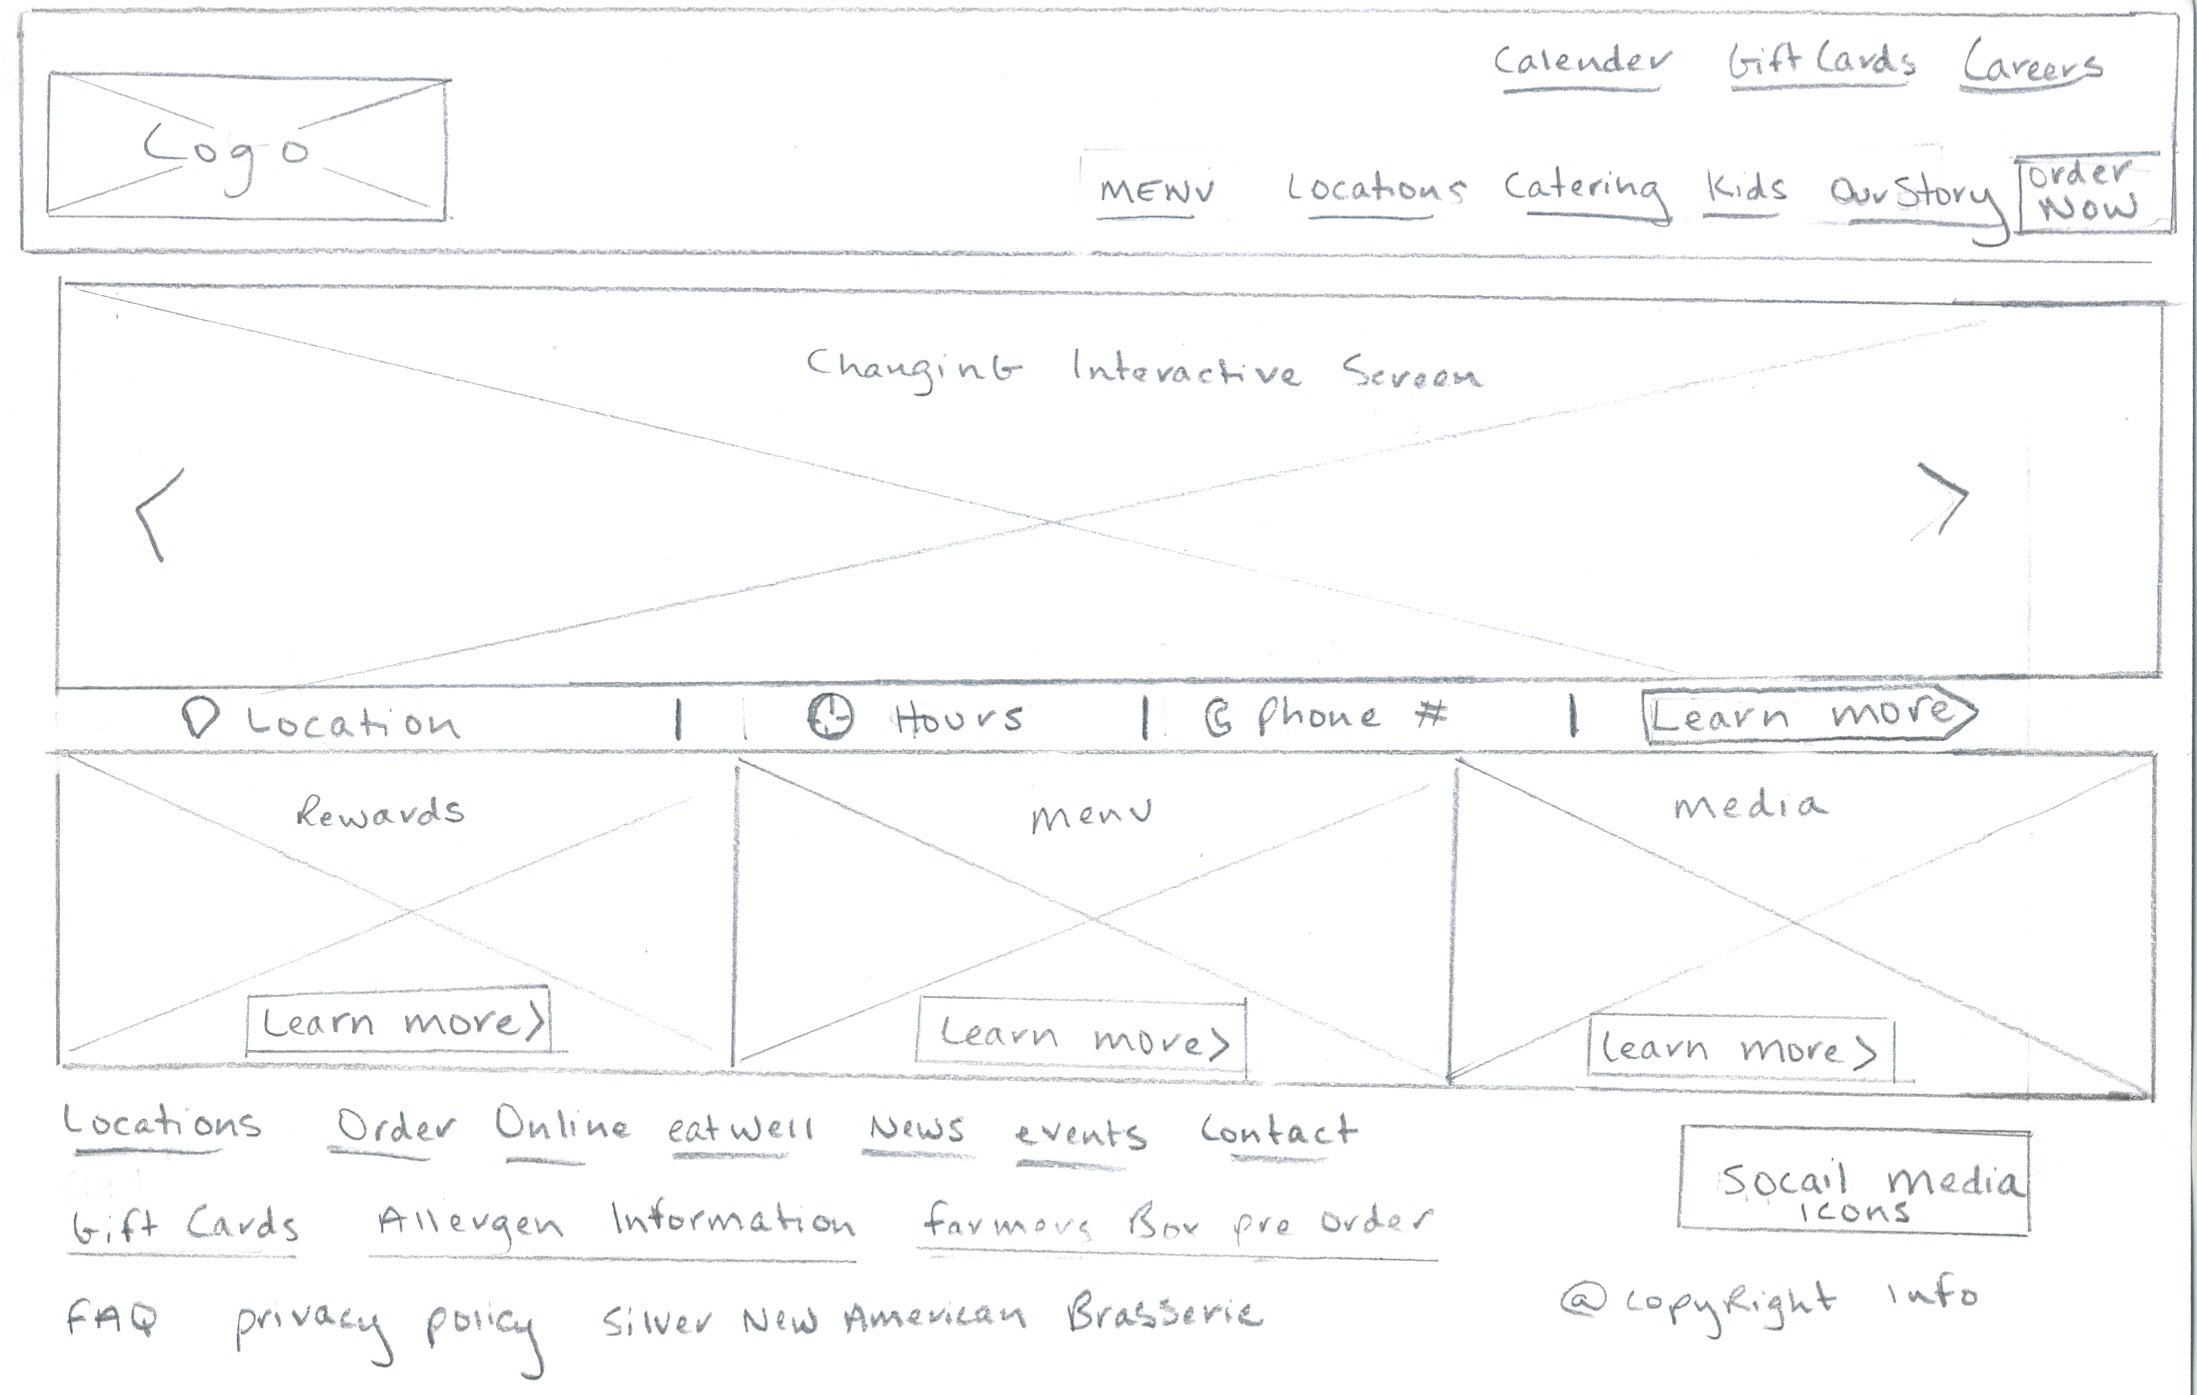 Calender Gift Cards Careers
Logo
MENU Locations Catering Kids Our Story Order
Now
Changing Interactive Screen
< >
Location | Hours | Phone # | Learn more
Rewards Menu Media
Learn more> Learn more> Learn more>
Locations Order Online eatwell News events Contact
Socail media
icons
Gift Cards Allergen Information farmers Box pre order
FAQ privacy policy Silver New American Brasserie
@ copyRight Info